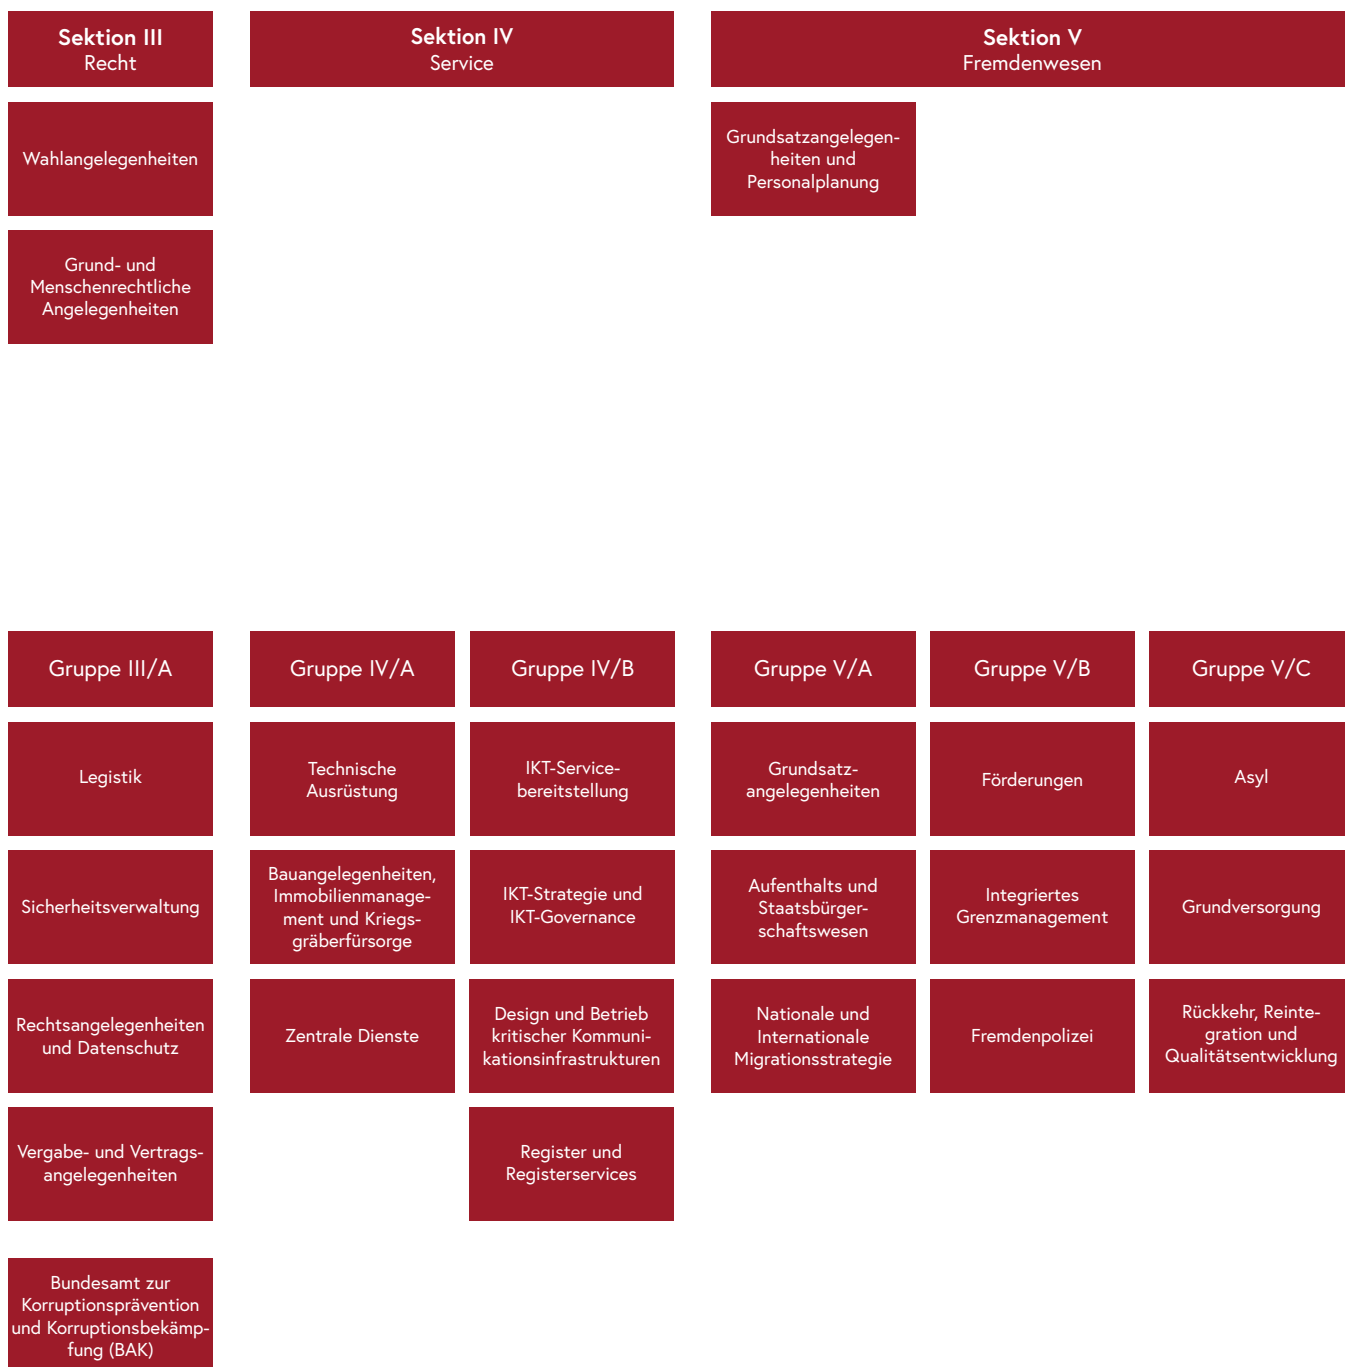 Sektion III
Recht
Sektion IV
Service
Sektion V
Fremdenwesen
Wahlangelegenheiten
Grundsatzangelegen-
heiten und
Personalplanung
Grund- und
Menschenrechtliche
Angelegenheiten
Gruppe III/A
Gruppe IV/A
Gruppe IV/B
Gruppe V/A
Gruppe V/B
Gruppe V/C
Legistik
Technische
Ausrüstung
IKT-Service-
bereitstellung
Grundsatz-
angelegenheiten
Förderungen
Asyl
Sicherheitsverwaltung
Bauangelegenheiten,
Immobilienmanage-
ment und Kriegs-
gräberfürsorge
IKT-Strategie und
IKT-Governance
Aufenthalts und
Staatsbürger-
schaftswesen
Integriertes
Grenzmanagement
Grundversorgung
Rechtsangelegenheiten
und Datenschutz
Zentrale Dienste
Design und Betrieb
kritischer Kommuni-
kationsinfrastrukturen
Nationale und
Internationale
Migrationsstrategie
Fremdenpolizei
Rückkehr, Reinte-
gration und
Qualitätsentwicklung
Vergabe- und Vertrags-
angelegenheiten
Register und
Registerservices
Bundesamt zur
Korruptionsprävention
und Korruptionsbekämp-
fung (BAK)